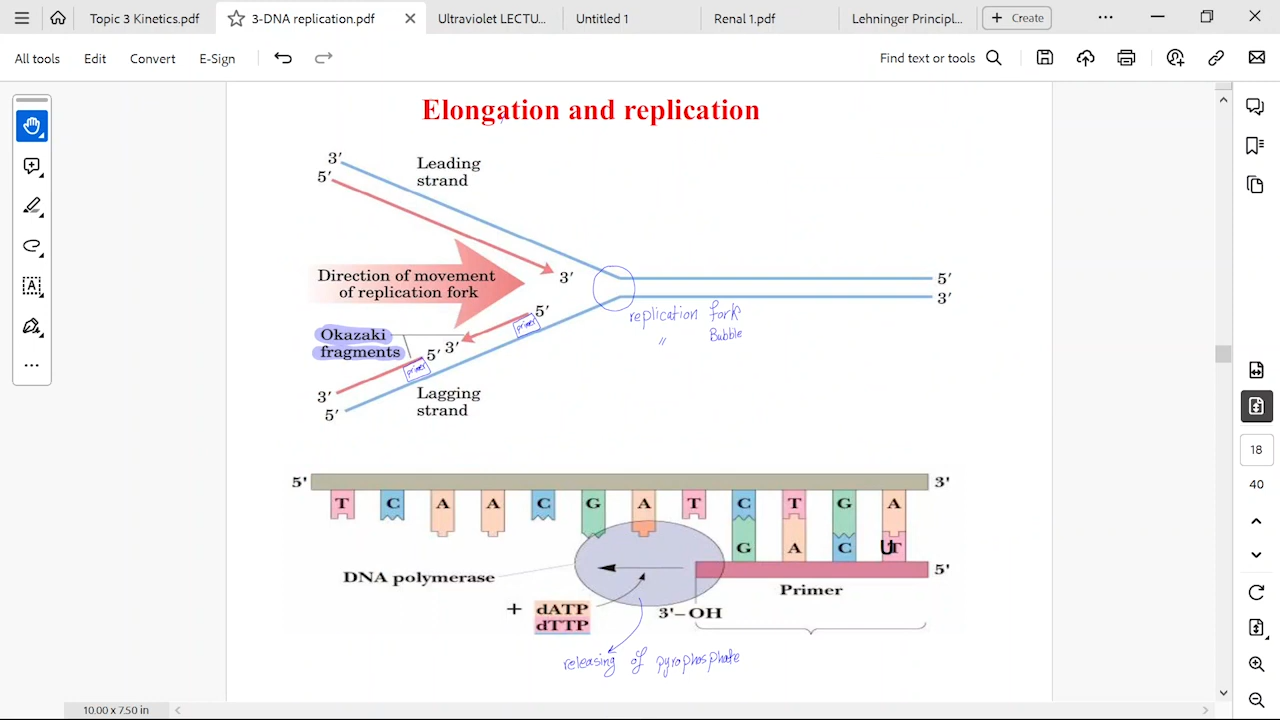 Topic 3 Kinetics.pdf
3-DNA replication.pdf
Ultraviolet LECTU...
Untitled 1
Renal 1.pdf
Lehninger Principl...
+ Create
All tools
Edit
Convert
E-Sign
Find text or tools
Elongation and replication
3′
5′
Leading
strand
Direction of movement
of replication fork
3′
5′
3′
replication fork
〃 Bubble
5′
primer
Okazaki
fragments
5′ 3′
primer
3′
5′
Lagging
strand
5' 3'
T C A A C G A T C T G A
G A C U T
5'
DNA polymerase
Primer
+ dATP
dTTP
3'–OH
releasing of pyrophosphate
18
40
10.00 x 7.50 in